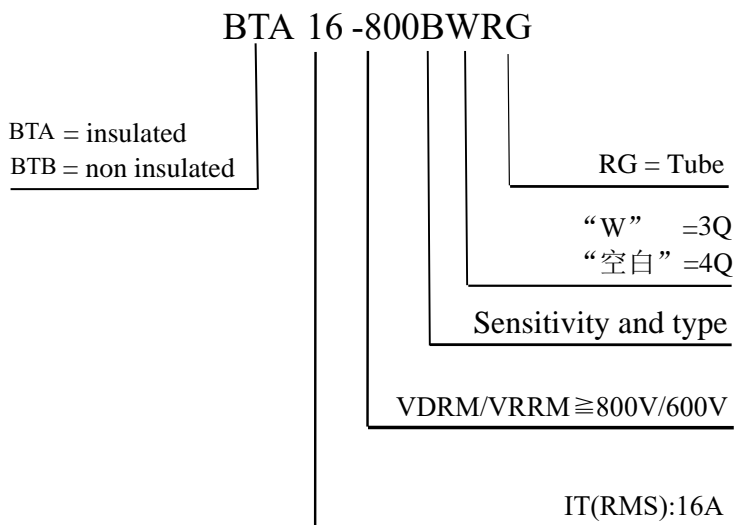 BTA 16 -800BWRG
BTA = insulated
BTB = non insulated
RG = Tube
“W” =3Q
“空白” =4Q
Sensitivity and type
VDRM/VRRM≧800V/600V
IT(RMS):16A